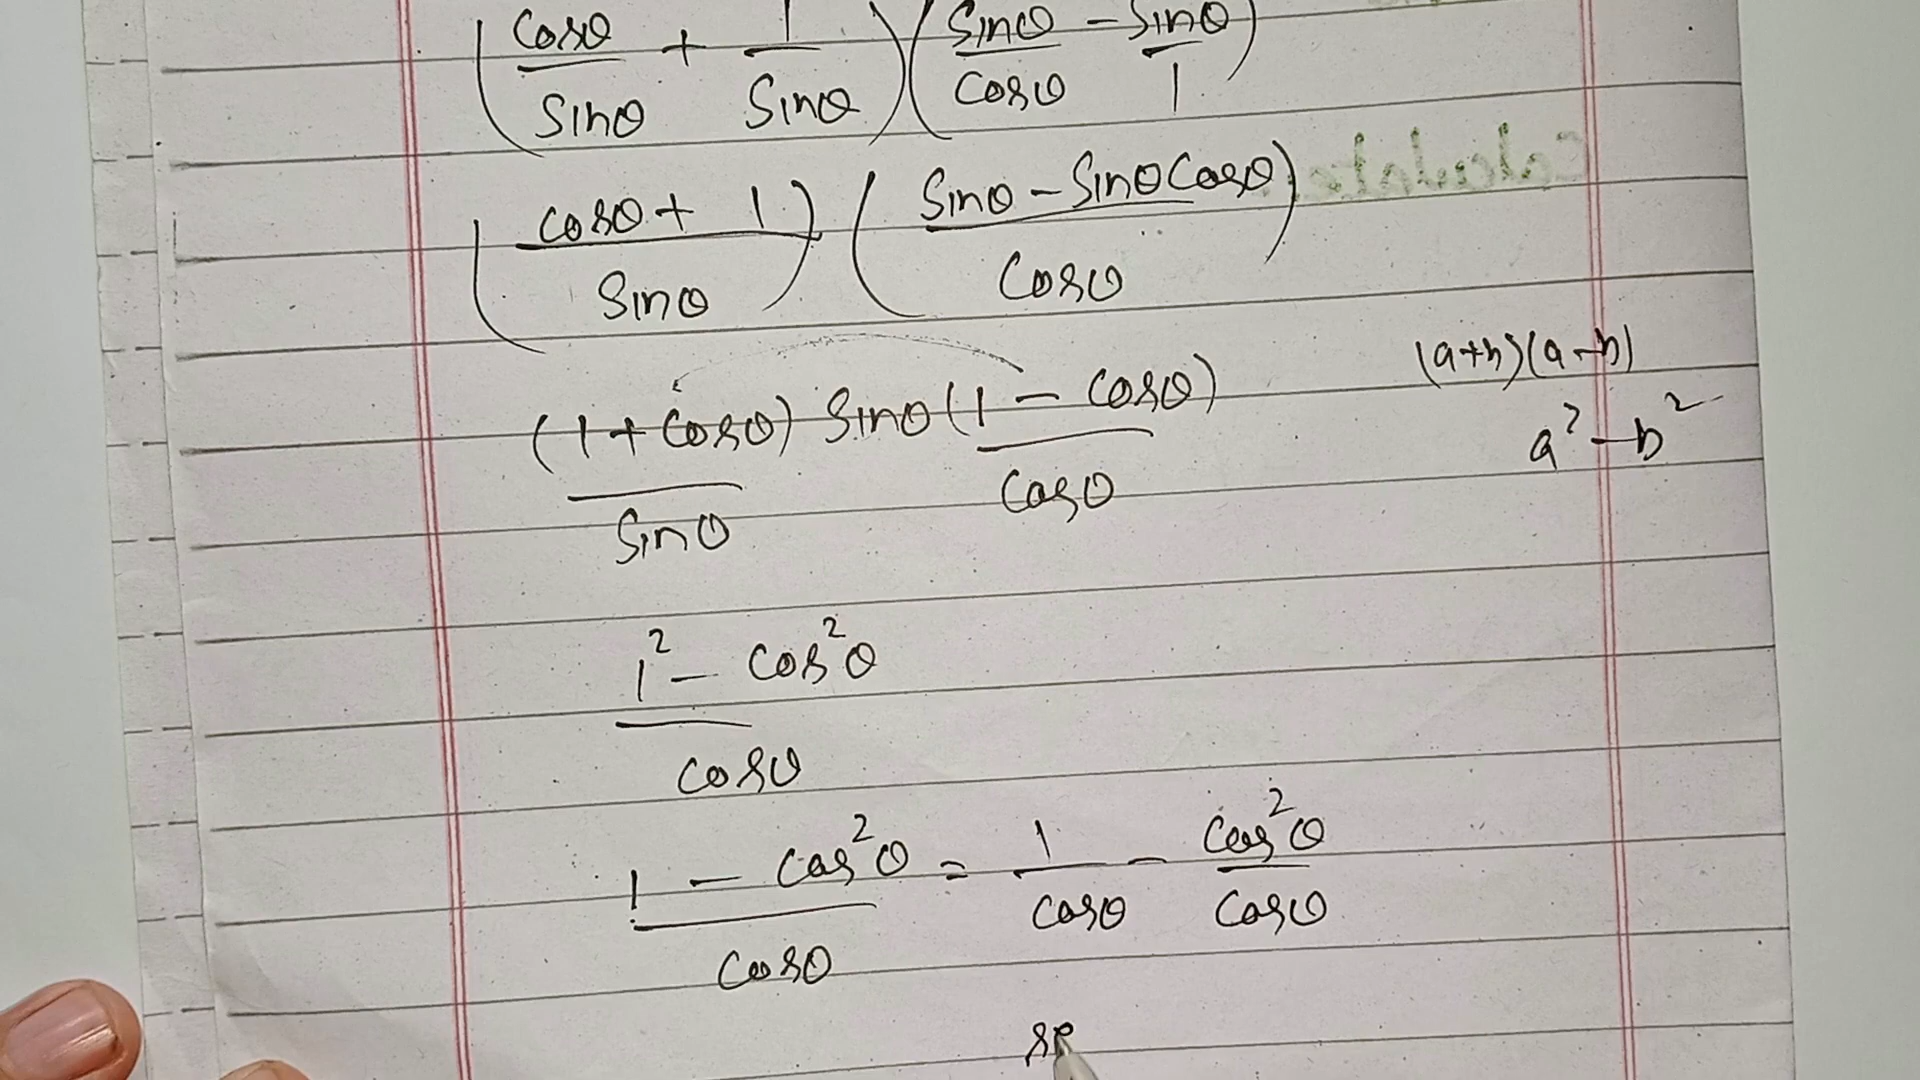 (cosθ/sinθ + 1/sinθ)(sinθ/cosθ - sinθ/1)
(cosθ + 1/sinθ)(sinθ - sinθ cosθ/cosθ)
(1 + cosθ)/sinθ sinθ(1 - cosθ)/cosθ
(a+b)(a-b)
a² - b²
1² - cos²θ/cosθ
1 - cos²θ/cosθ = 1/cosθ - cos²θ/cosθ
se